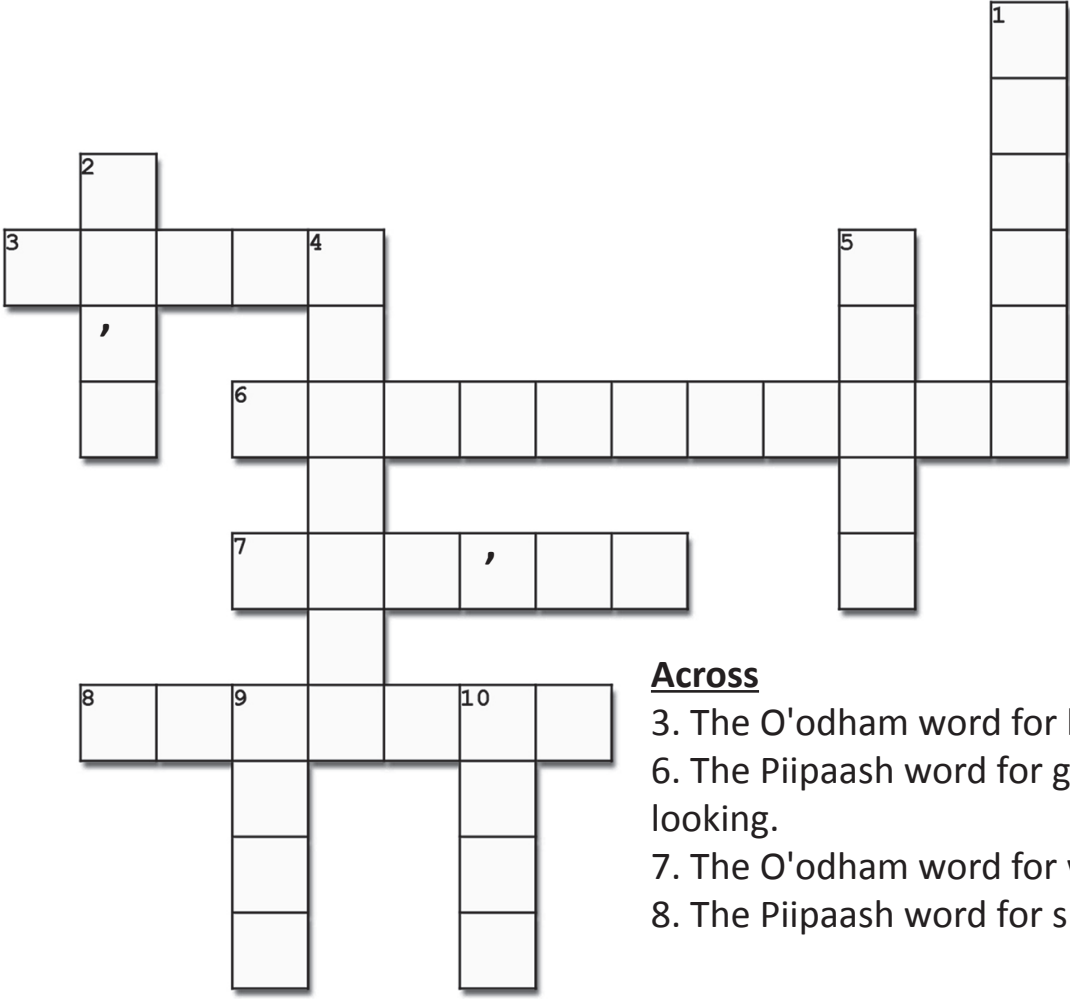 1
2
3 4 5
’
6
7 ’
Across
8 9 10
3. The O'odham word for
6. The Piipaash word for
looking.
7. The O'odham word for
8. The Piipaash word for